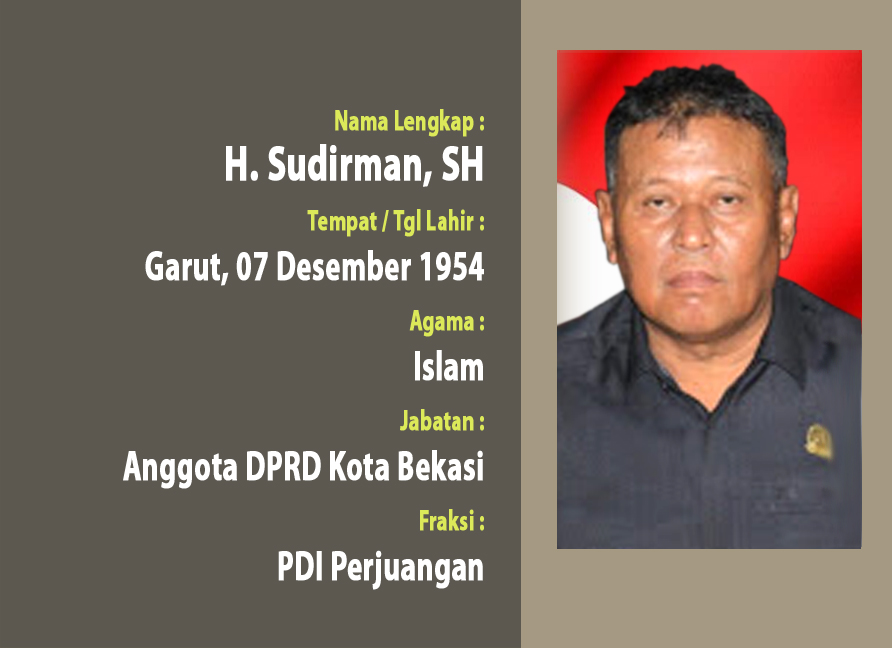 Nama Lengkap :
H. Sudirman, SH
Tempat / Tgl Lahir :
Garut, 07 Desember 1954
Agama :
Islam
Jabatan :
Anggota DPRD Kota Bekasi
Fraksi :
PDI Perjuangan